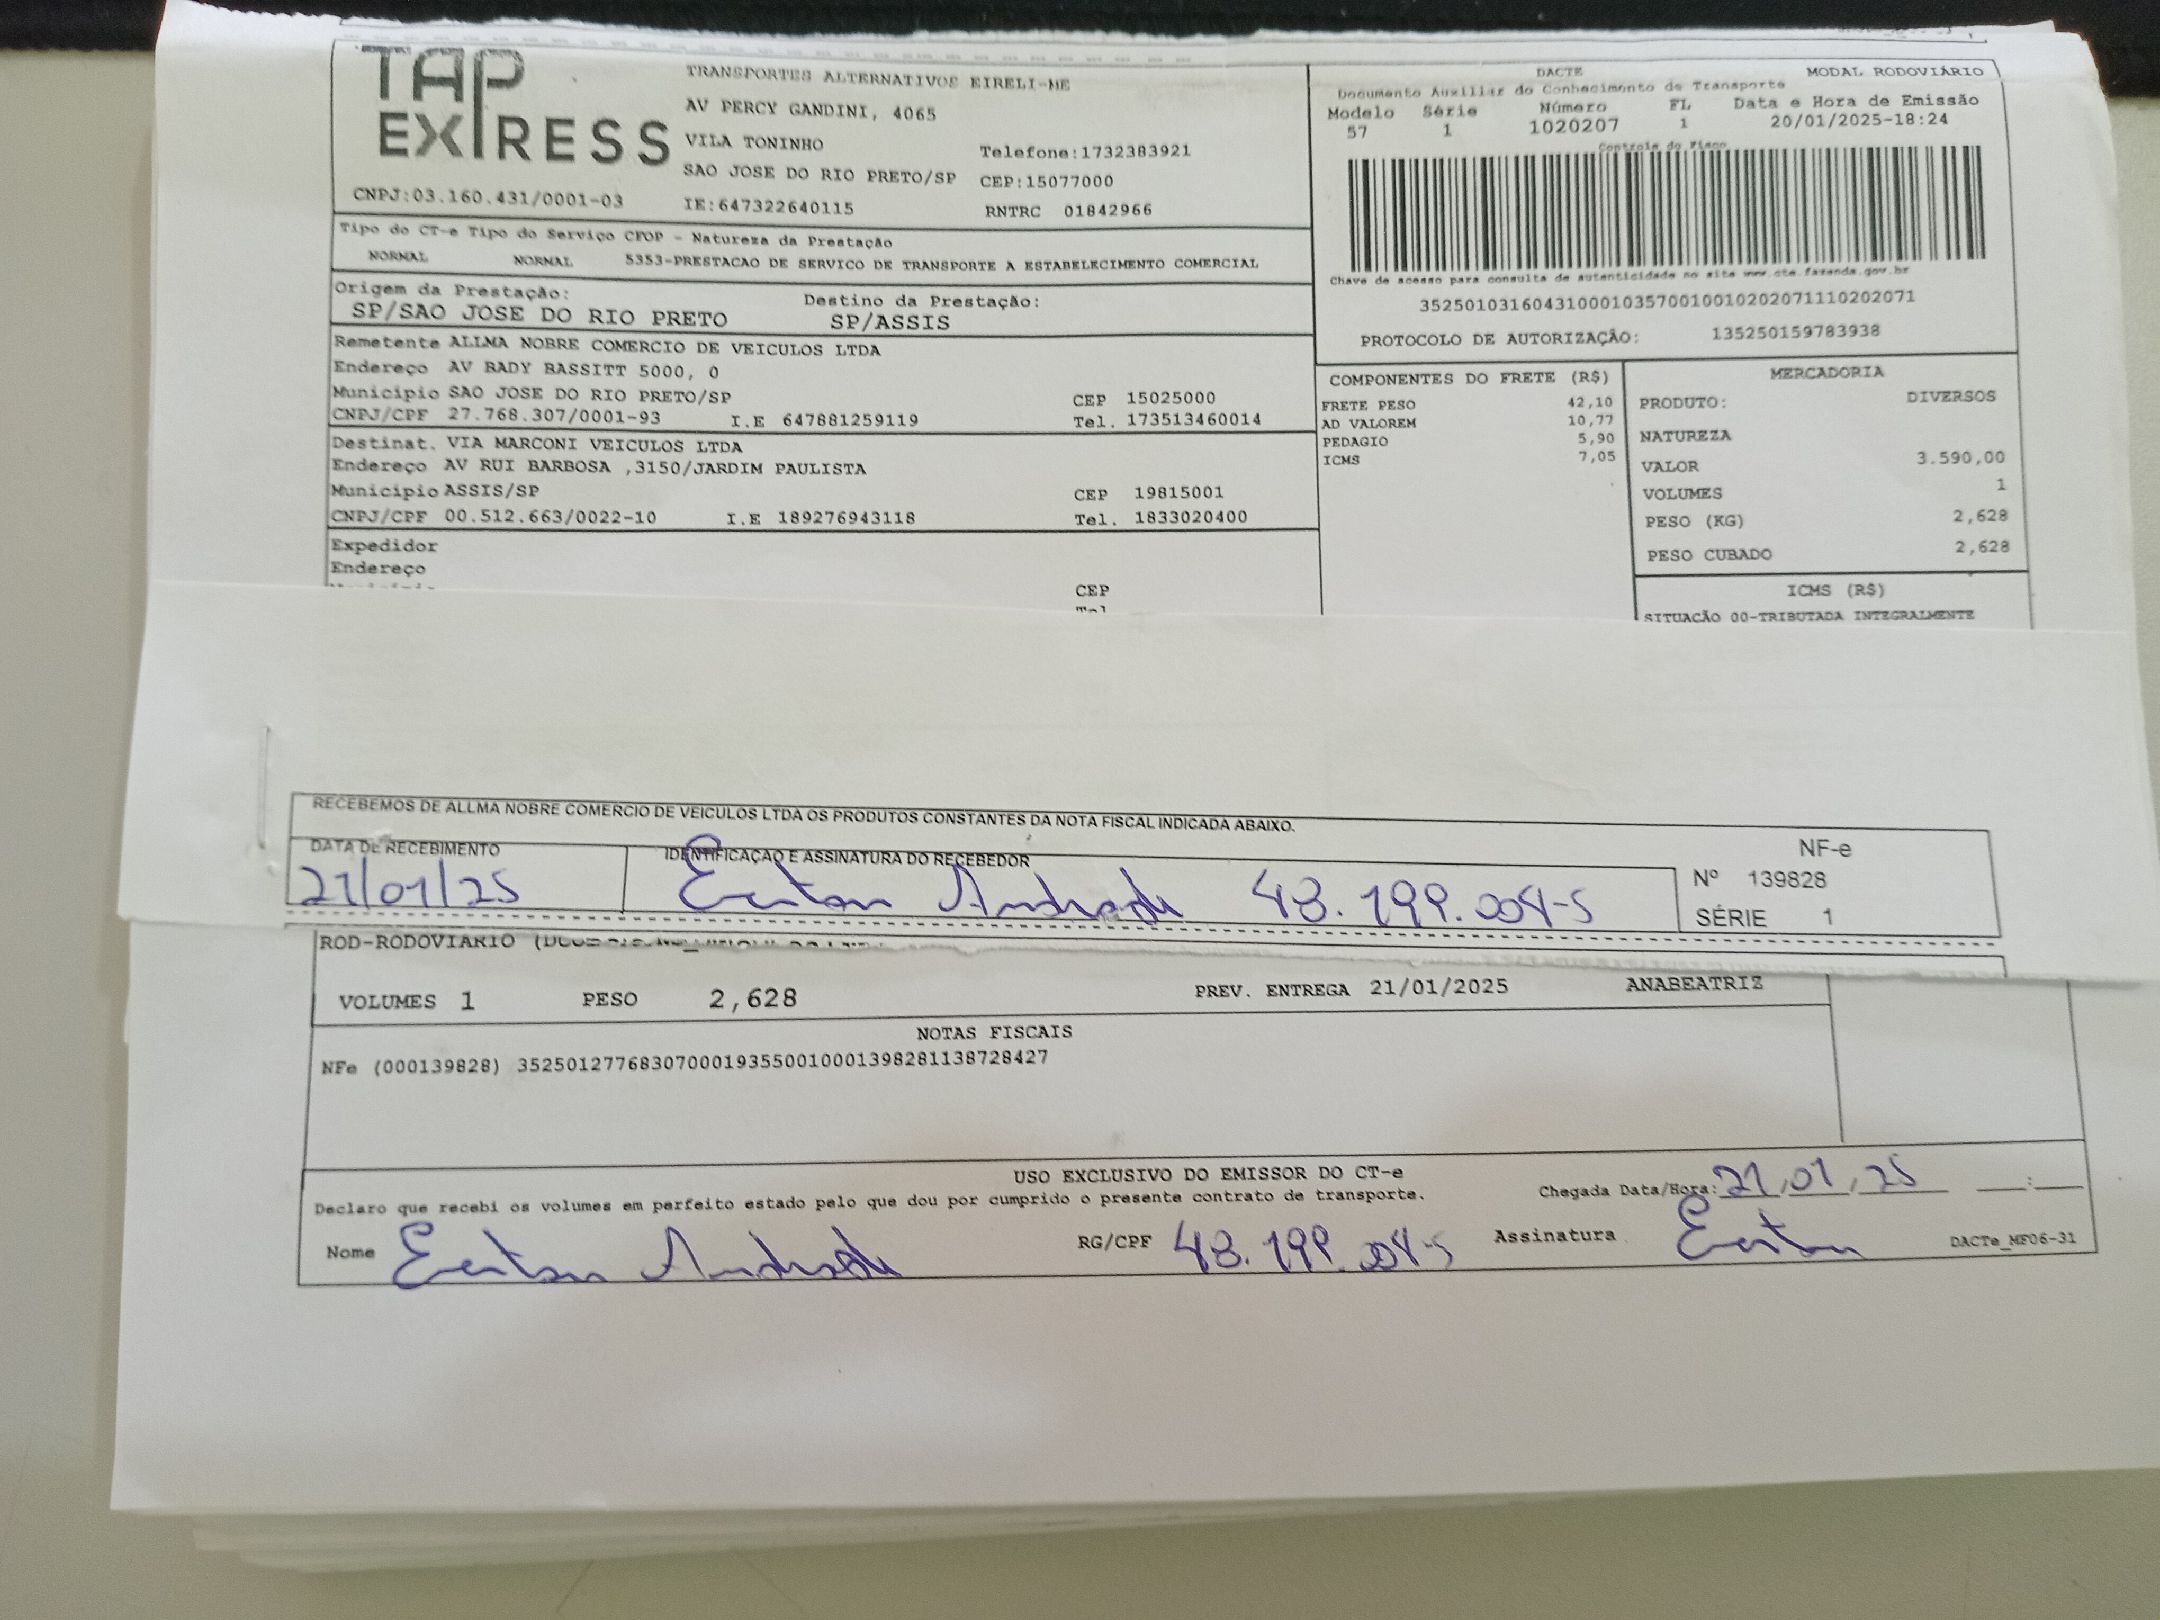 TAP EXPRESS
TRANSPORTES ALTERNATIVOS EIRELI-ME
AV PERCY GANDINI, 4065
VILA TONINHO
Telefone:1732383921
SAO JOSE DO RIO PRETO/SP CEP:15077000
CNPJ:03.160.431/0001-03 IE:647322640115 RNTRC 01842966
DACTE MODAL RODOVIÁRIO
Documento Auxiliar do Conhecimento de Transporte
Modelo Série Número FL Data e Hora de Emissão
57 1 1020207 1 20/01/2025-18:24
Controle do Fisco
Chave de acesso para consulta de autenticidade no site www.cte.fazenda.gov.br
35250103160431000103570010010202071110202071
PROTOCOLO DE AUTORIZAÇÃO: 135250159783938
Tipo do CT-e Tipo do Serviço CFOP - Natureza da Prestação
NORMAL NORMAL 5353-PRESTACAO DE SERVICO DE TRANSPORTE A ESTABELECIMENTO COMERCIAL
Origem da Prestação: Destino da Prestação:
SP/SAO JOSE DO RIO PRETO SP/ASSIS
Remetente ALLMA NOBRE COMERCIO DE VEICULOS LTDA
Endereço AV BADY BASSITT 5000, 0
Município SAO JOSE DO RIO PRETO/SP CEP 15025000
CNPJ/CPF 27.768.307/0001-93 I.E 647881259119 Tel. 173513460014
Destinat. VIA MARCONI VEICULOS LTDA
Endereço AV RUI BARBOSA ,3150/JARDIM PAULISTA
Município ASSIS/SP CEP 19815001
CNPJ/CPF 00.512.663/0022-10 I.E 189276943118 Tel. 1833020400
Expedidor
Endereço
CEP
COMPONENTES DO FRETE (R$)
FRETE PESO 42,10
AD VALOREM 10,77
PEDAGIO 5,90
ICMS 7,05
MERCADORIA
PRODUTO: DIVERSOS
NATUREZA
VALOR 3.590,00
VOLUMES 1
PESO (KG) 2,628
PESO CUBADO 2,628
ICMS (R$)
SITUAÇÃO 00-TRIBUTADA INTEGRALMENTE
RECEBEMOS DE ALLMA NOBRE COMERCIO DE VEICULOS LTDA OS PRODUTOS CONSTANTES DA NOTA FISCAL INDICADA ABAIXO.
DATA DE RECEBIMENTO IDENTIFICAÇÃO E ASSINATURA DO RECEBEDOR
21/01/25 Everton Andrade 48.199.004-5
NF-e
Nº 139828
SÉRIE 1
ROD-RODOVIARIO
VOLUMES 1 PESO 2,628 PREV. ENTREGA 21/01/2025 ANABEATRIZ
NOTAS FISCAIS
NFe (000139828) 35250127768307000193550010001398281138728427
USO EXCLUSIVO DO EMISSOR DO CT-e
Declaro que recebi os volumes em perfeito estado pelo que dou por cumprido o presente contrato de transporte. Chegada Data/Hora: 21/01/25 __:__
Nome Everton Andrade RG/CPF 48.199.004-5 Assinatura Everton DACTe_MF06-31